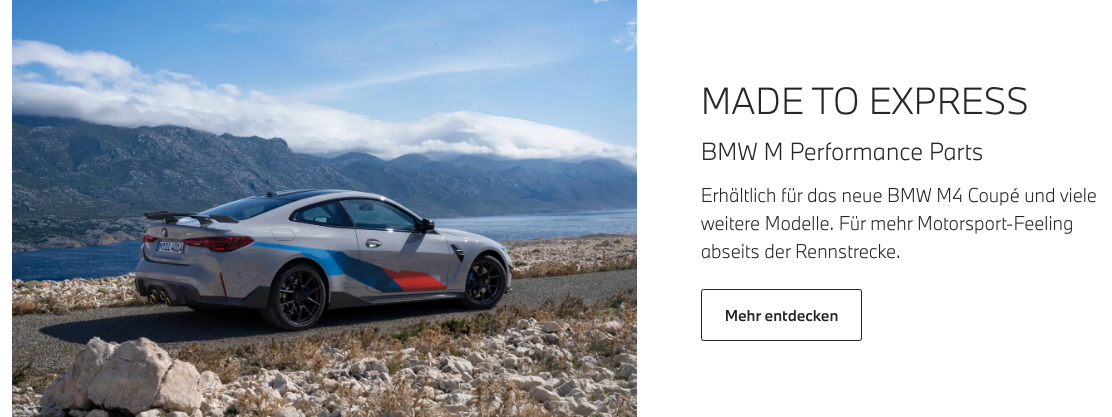 MADE TO EXPRESS
BMW M Performance Parts
Erhältlich für das neue BMW M4 Coupé und viele
weitere Modelle. Für mehr Motorsport-Feeling
abseits der Rennstrecke.
Mehr entdecken